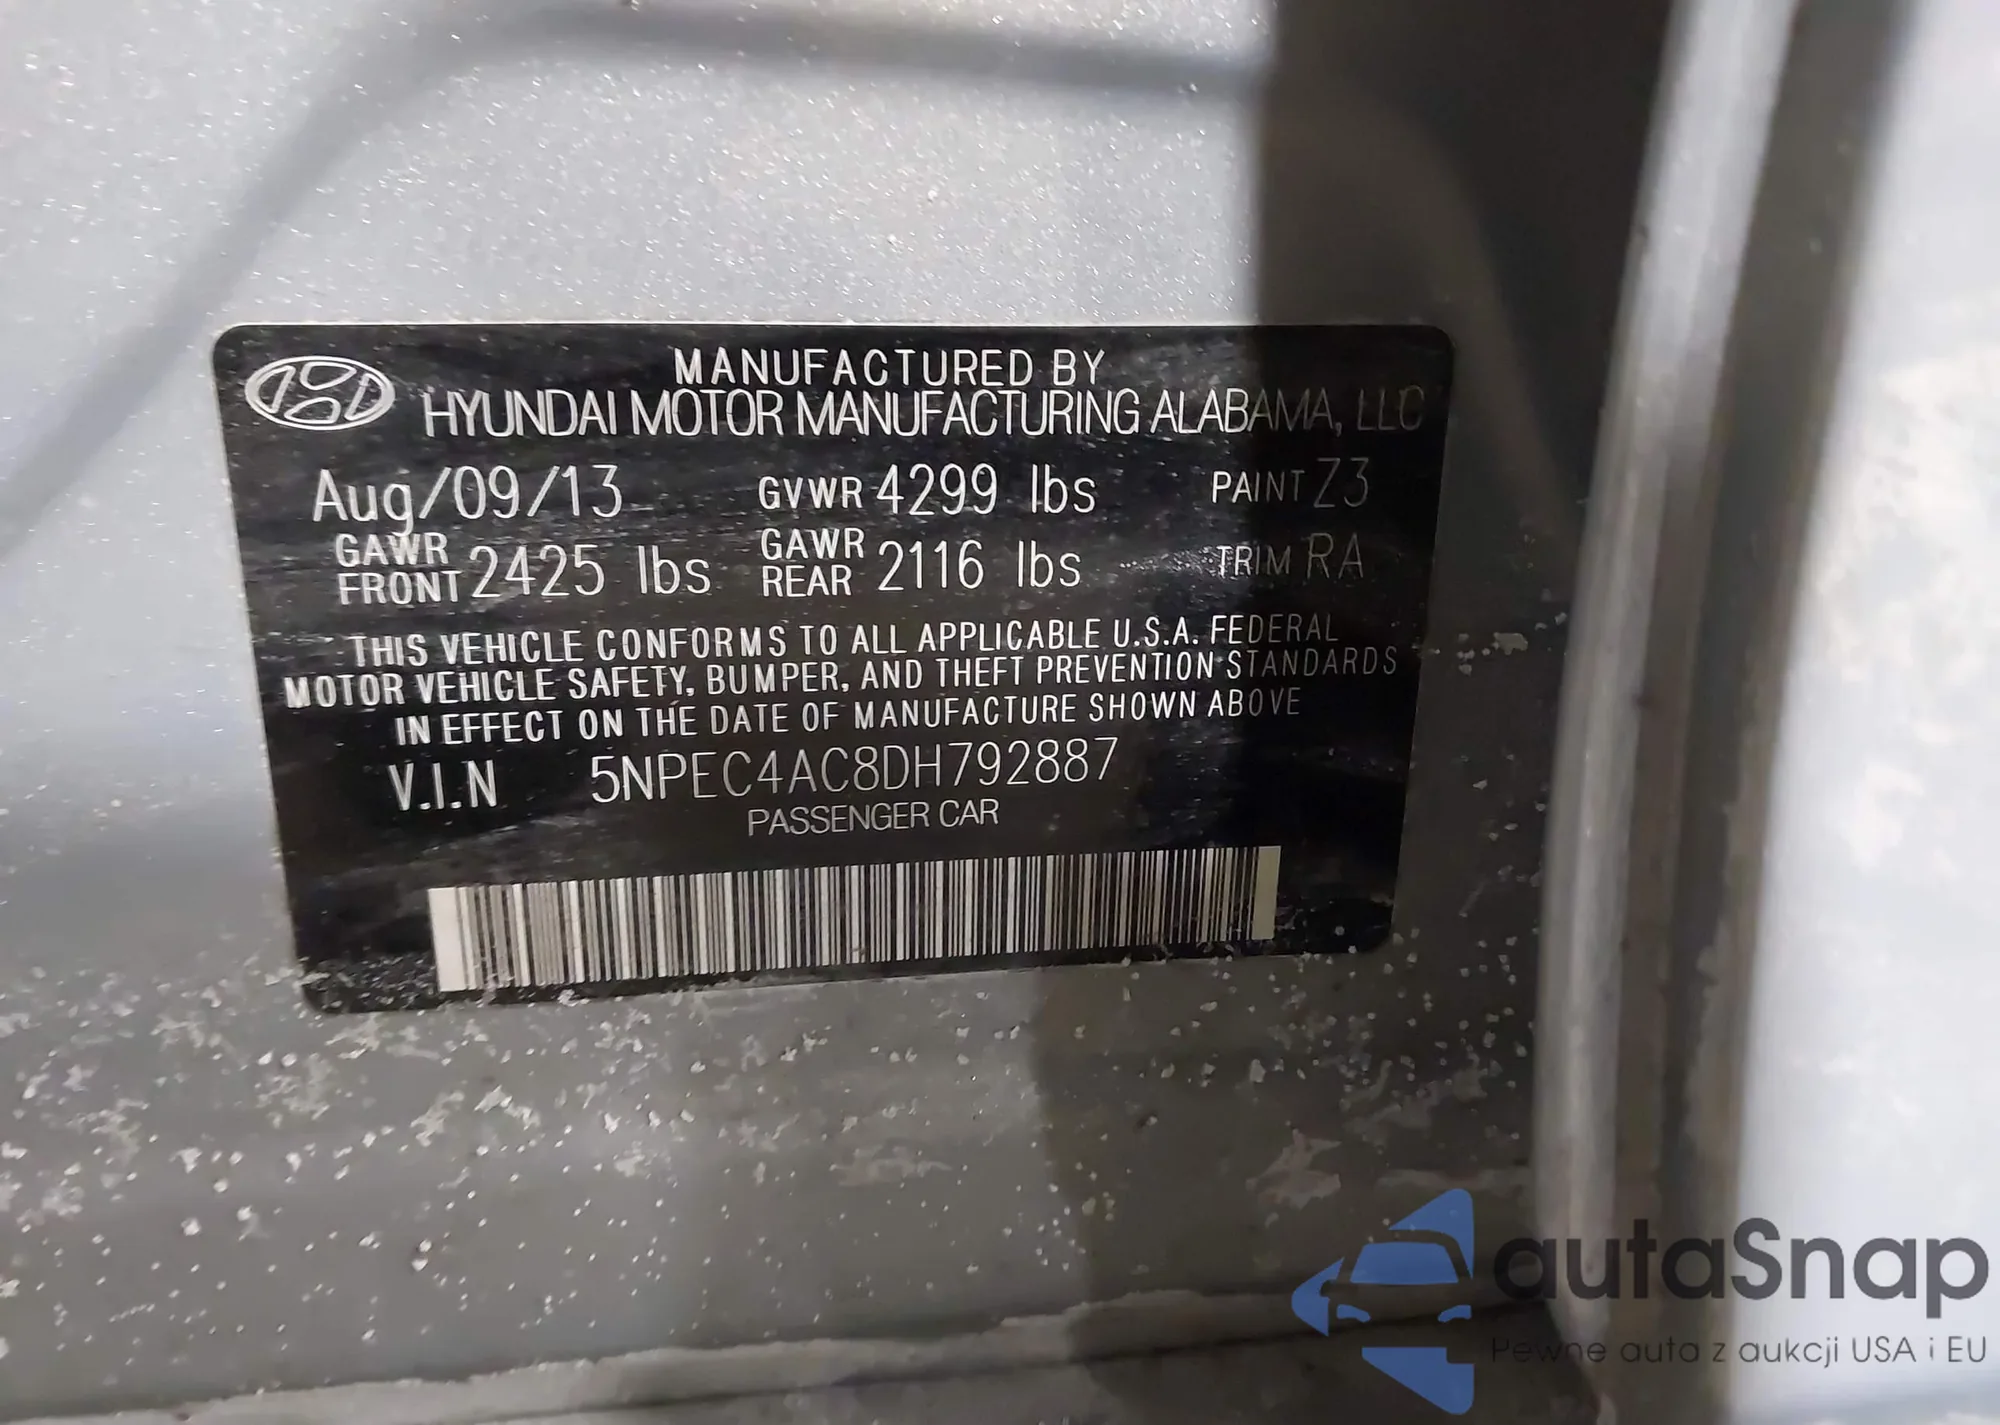 MANUFACTURED BY
HYUNDAI MOTOR MANUFACTURING ALABAMA, LLC
Aug/09/13 GVWR 4299 lbs PAINT Z3
GAWR FRONT 2425 lbs GAWR REAR 2116 lbs TRIM RA
THIS VEHICLE CONFORMS TO ALL APPLICABLE U.S.A. FEDERAL
MOTOR VEHICLE SAFETY, BUMPER, AND THEFT PREVENTION STANDARDS
IN EFFECT ON THE DATE OF MANUFACTURE SHOWN ABOVE
V.I.N 5NPEC4AC8DH792887
PASSENGER CAR
autaSnap
Pewne auta z aukcji USA i EU